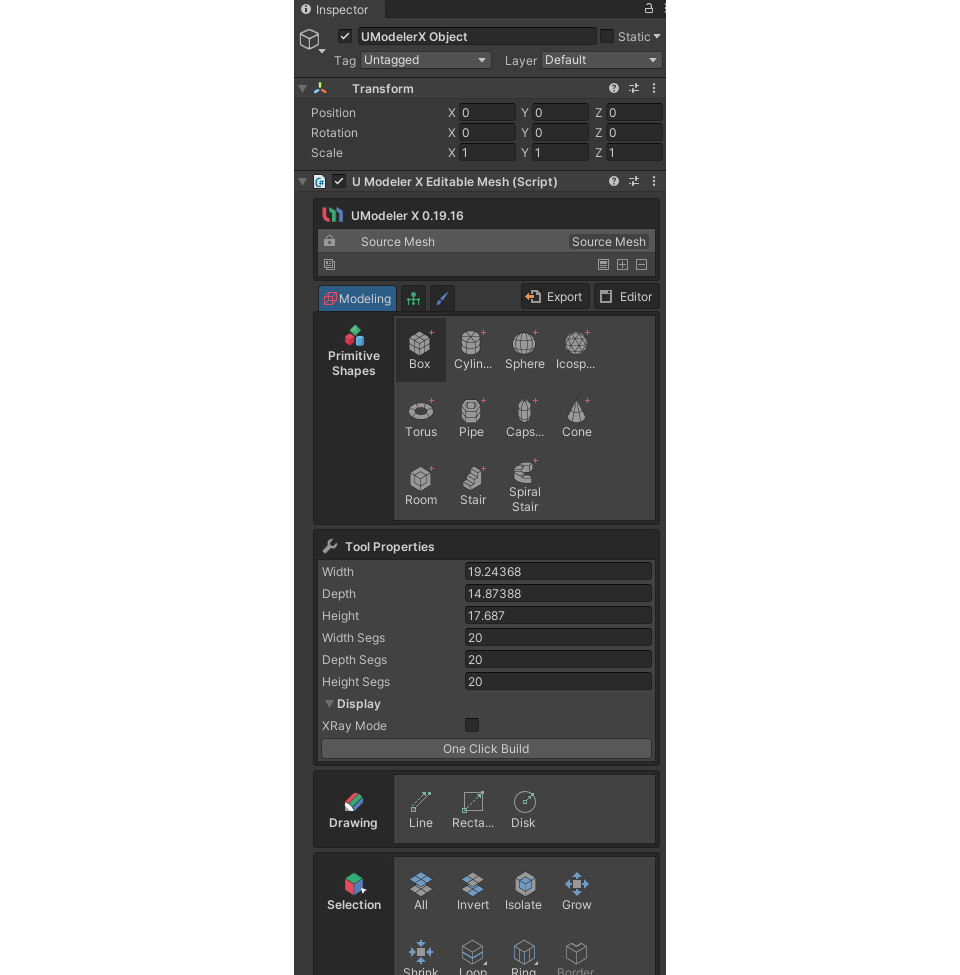 Inspector
UModelerX Object
Static
Tag Untagged Layer Default
Transform
Position X 0 Y 0 Z 0
Rotation X 0 Y 0 Z 0
Scale X 1 Y 1 Z 1
U Modeler X Editable Mesh (Script)
UModeler X 0.19.16
Source Mesh Source Mesh
Modeling Export Editor
Primitive
Shapes
Box Cylin... Sphere Icosp...
Torus Pipe Caps... Cone
Room Stair Spiral
Stair
Tool Properties
Width 19.24368
Depth 14.87388
Height 17.687
Width Segs 20
Depth Segs 20
Height Segs 20
Display
XRay Mode
One Click Build
Drawing Line Recta... Disk
Selection All Invert Isolate Grow
Shrink Loop Ring Border